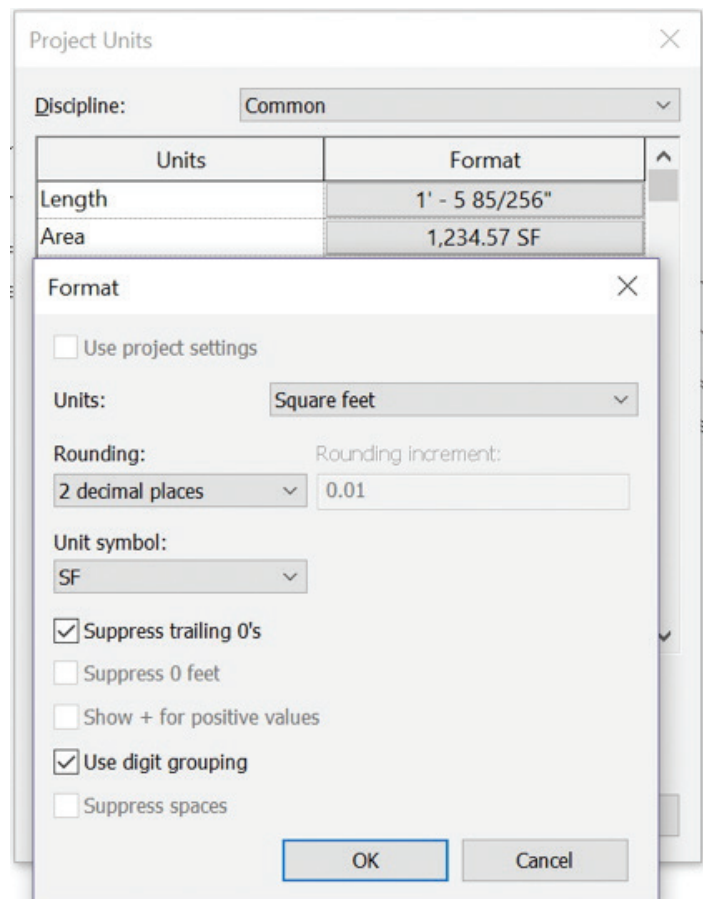 Project Units
Discipline: Common
Units Format
Length 1' - 5 85/256"
Area 1,234.57 SF
Format
Use project settings
Units: Square feet
Rounding: Rounding increment:
2 decimal places 0.01
Unit symbol:
SF
Suppress trailing 0's
Suppress 0 feet
Show + for positive values
Use digit grouping
Suppress spaces
OK Cancel